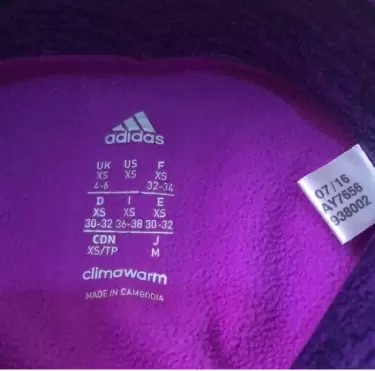 adidas
UK US F
XS XS XS
4-6 32-34
D I E
XS XS XS
30-32 36-38 30-32
CDN J
XS/TP M
climawarm
MADE IN CAMBODIA
07/16
AY7656
938002